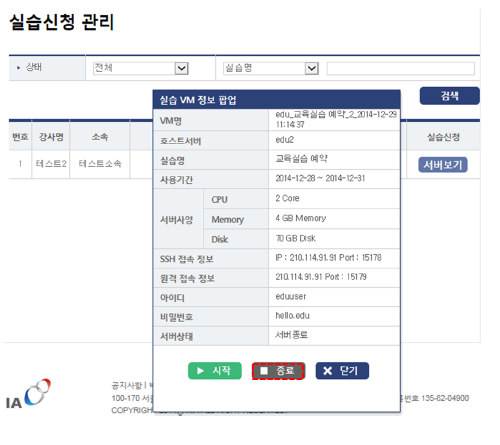 실습신청 관리
상태 전체 실습명
검색
실습 VM 정보 팝업
VM명 edu_교육실습 예약_2_2014-12-29 11:14:37
호스트서버 edu2
번호 강사명 소속 실습신청
실습명 교육실습 예약
1 테스트2 테스트소속 서버보기
사용기간 2014-12-28 ~ 2014-12-31
서버사양
CPU 2 Core
Memory 4 GB Memory
Disk 70 GB Disk
SSH 접속 정보 IP : 210.114.91.91 Port : 15178
원격 접속 정보 210.114.91.91 Port : 15179
아이디 eduuser
비밀번호 hello.edu
서버상태 서버종료
시작 종료 닫기
IA
공지사항 |
100-170 서울 번호 135-82-04900
COPYRIGHT